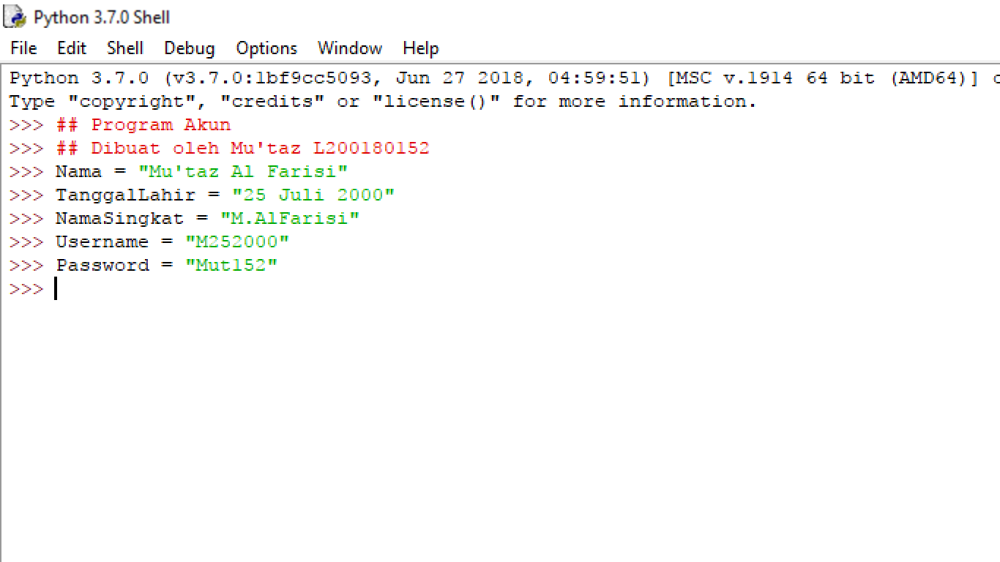 Python 3.7.0 Shell
File Edit Shell Debug Options Window Help
Python 3.7.0 (v3.7.0:1bf9cc5093, Jun 27 2018, 04:59:51) [MSC v.1914 64 bit (AMD64)]
Type "copyright", "credits" or "license()" for more information.
>>> ## Program Akun
>>> ## Dibuat oleh Mu'taz L200180152
>>> Nama = "Mu'taz Al Farisi"
>>> TanggalLahir = "25 Juli 2000"
>>> NamaSingkat = "M.AlFarisi"
>>> Username = "M252000"
>>> Password = "Mut152"
>>>